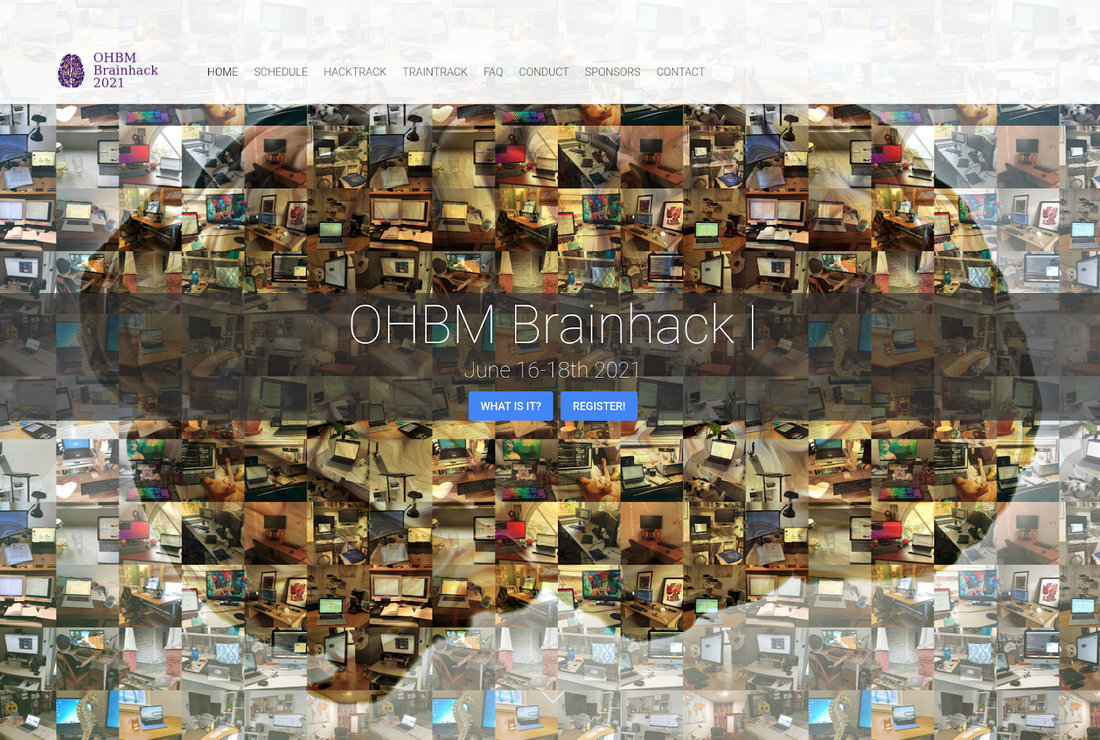 OHBM
Brainhack
2021
HOME SCHEDULE HACKTRACK TRAINTRACK FAQ CONDUCT SPONSORS CONTACT
OHBM Brainhack |
June 16-18th 2021
WHAT IS IT? REGISTER!